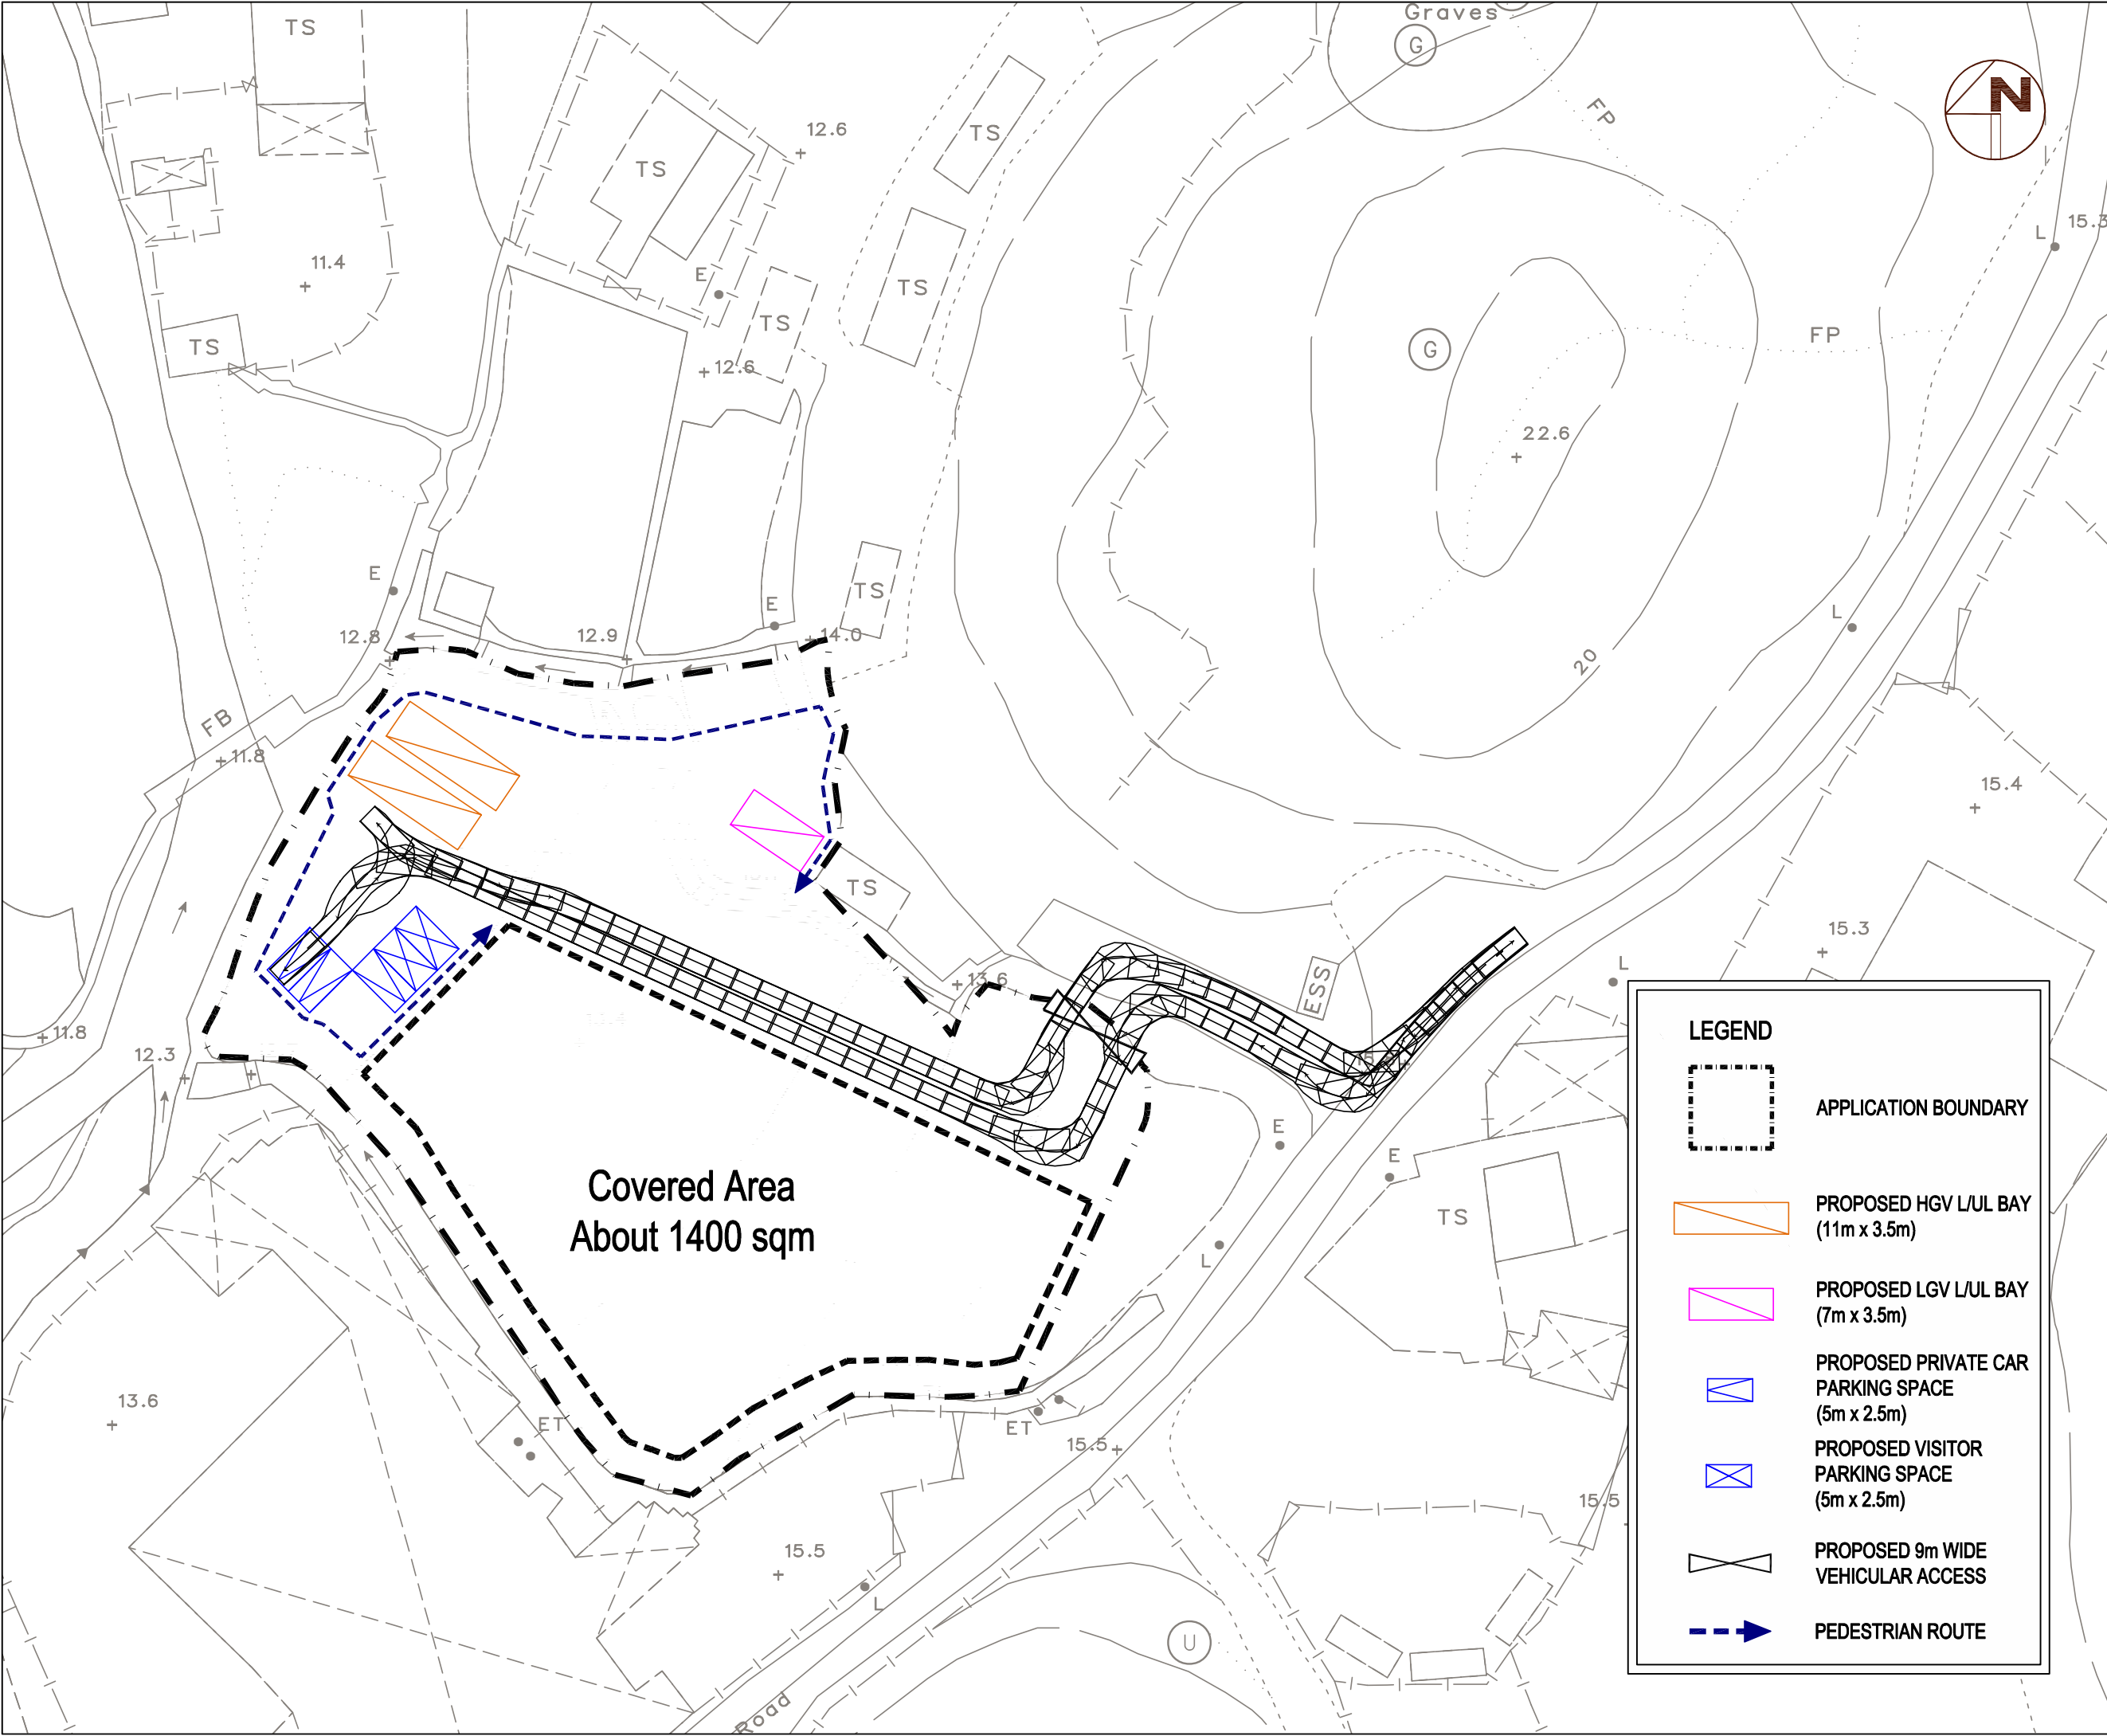 Graves
TS
G
N
FP
12.6
TS
TS
TS
L
15.3
11.4
E
TS
TS
TS
FP
G
12.6
22.6
E
TS
E
L
12.8
12.9
14.0
20
FB
11.8
15.4
TS
15.3
13.6
ESS
L
11.8
12.3
E
E
Covered Area
About 1400 sqm
TS
L
13.6
ET
ET
15.5
15.5
15.5
L
U
Road
LEGEND
APPLICATION BOUNDARY
PROPOSED HGV L/UL BAY
(11m x 3.5m)
PROPOSED LGV L/UL BAY
(7m x 3.5m)
PROPOSED PRIVATE CAR
PARKING SPACE
(5m x 2.5m)
PROPOSED VISITOR
PARKING SPACE
(5m x 2.5m)
PROPOSED 9m WIDE
VEHICULAR ACCESS
PEDESTRIAN ROUTE